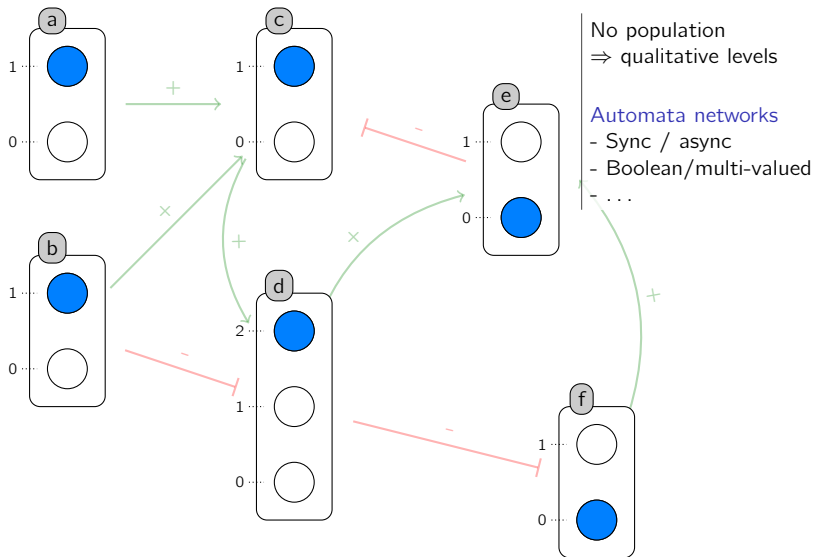 a
1
0
+
c
1
0
No population
⇒ qualitative levels
Automata networks
- Sync / async
- Boolean/multi-valued
- . . .
e
1
0
-
×
b
1
0
+
×
-
d
2
1
0
+
-
f
1
0